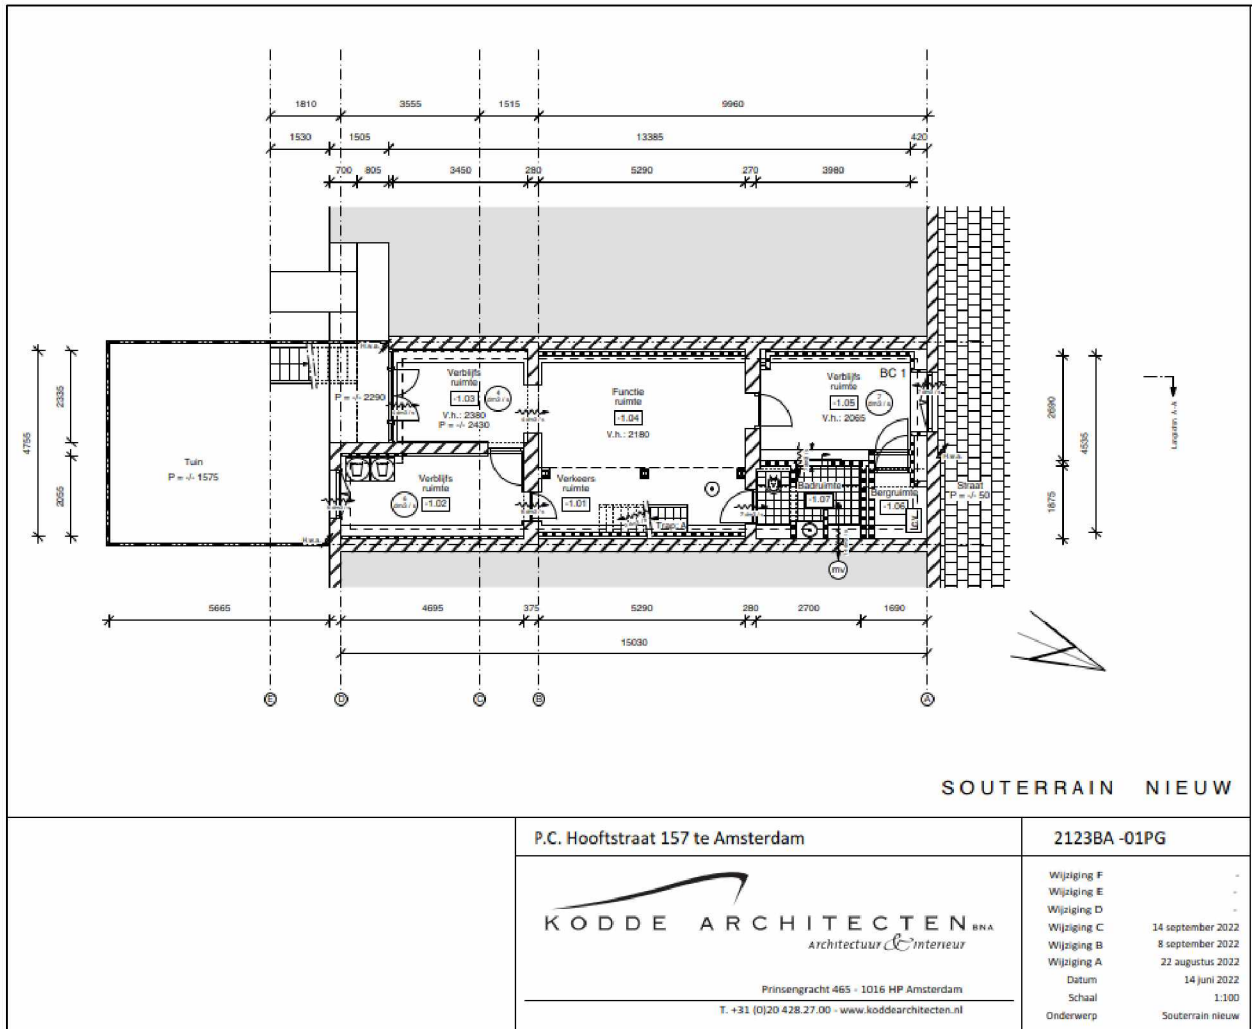 1810 3555 1515 9960
1530 1505 13385 420
700 805 3450 280 5290 270 3980
H.w.a.
Verblijfs
ruimte
-1.03
V.h.: 2380
P = -/- 2430
P = -/- 2290
Functie
ruimte
-1.04
V.h.: 2180
Verblijfs
ruimte
-1.05
V.h.: 2065
BC 1
7
dm3 / s
Tuin
P = -/- 1575
Verblijfs
ruimte
-1.02
6
dm3 / s
Verkeers
ruimte
-1.01
Trap: A
Badruimte
-1.07
Bergruimte
-1.06
H.w.a.
Straat
P = -/- 50
H.w.a.
mv
4755
2335
2055
2690
1875
4535
Langssnede A-A
5665 4695 375 5290 280 2700 1690
15030
E D C B A
SOUTERRAIN NIEUW
P.C. Hooftstraat 157 te Amsterdam
2123BA -01PG
KODDE ARCHITECTEN BNA
architectuur & interieur
Prinsengracht 465 - 1016 HP Amsterdam
T. +31 (0)20 428.27.00 - www.koddearchitecten.nl
Wijziging F -
Wijziging E -
Wijziging D -
Wijziging C 14 september 2022
Wijziging B 8 september 2022
Wijziging A 22 augustus 2022
Datum 14 juni 2022
Schaal 1:100
Onderwerp Souterrain nieuw